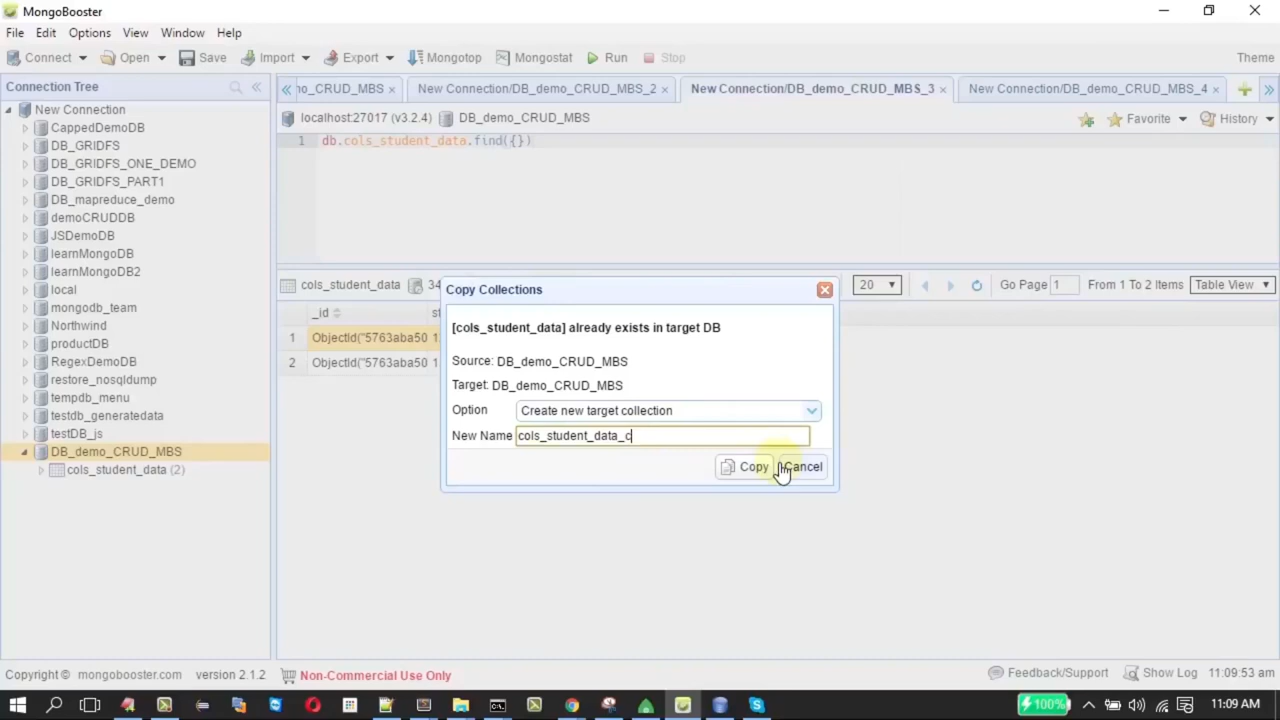 MongoBooster
File Edit Options View Window Help
Connect Open Save Import Export Mongotop Mongostat Run Stop Theme
Connection Tree
New Connection
CappedDemoDB
DB_GRIDFS
DB_GRIDFS_ONE_DEMO
DB_GRIDFS_PART1
DB_mapreduce_demo
demoCRUDDB
JSDemoDB
learnMongoDB
learnMongoDB2
local
mongodb_team
Northwind
productDB
RegexDemoDB
restore_nosqldump
tempdb_menu
testdb_generatedata
testDB_js
DB_demo_CRUD_MBS
cols_student_data (2)
no_CRUD_MBS × New Connection/DB_demo_CRUD_MBS_2 × New Connection/DB_demo_CRUD_MBS_3 × New Connection/DB_demo_CRUD_MBS_4 ×
localhost:27017 (v3.2.4) DB_demo_CRUD_MBS Favorite History
1 db.cols_student_data.find({})
cols_student_data 34 20 Go Page 1 From 1 To 2 Items Table View
_id st
1 ObjectId("5763aba50 1
2 ObjectId("5763aba50 1
Copy Collections
[cols_student_data] already exists in target DB
Source: DB_demo_CRUD_MBS
Target: DB_demo_CRUD_MBS
Option Create new target collection
New Name cols_student_data_c
Copy Cancel
Copyright © mongobooster.com version 2.1.2 Non-Commercial Use Only Feedback/Support Show Log 11:09:53 am
100% 11:09 AM